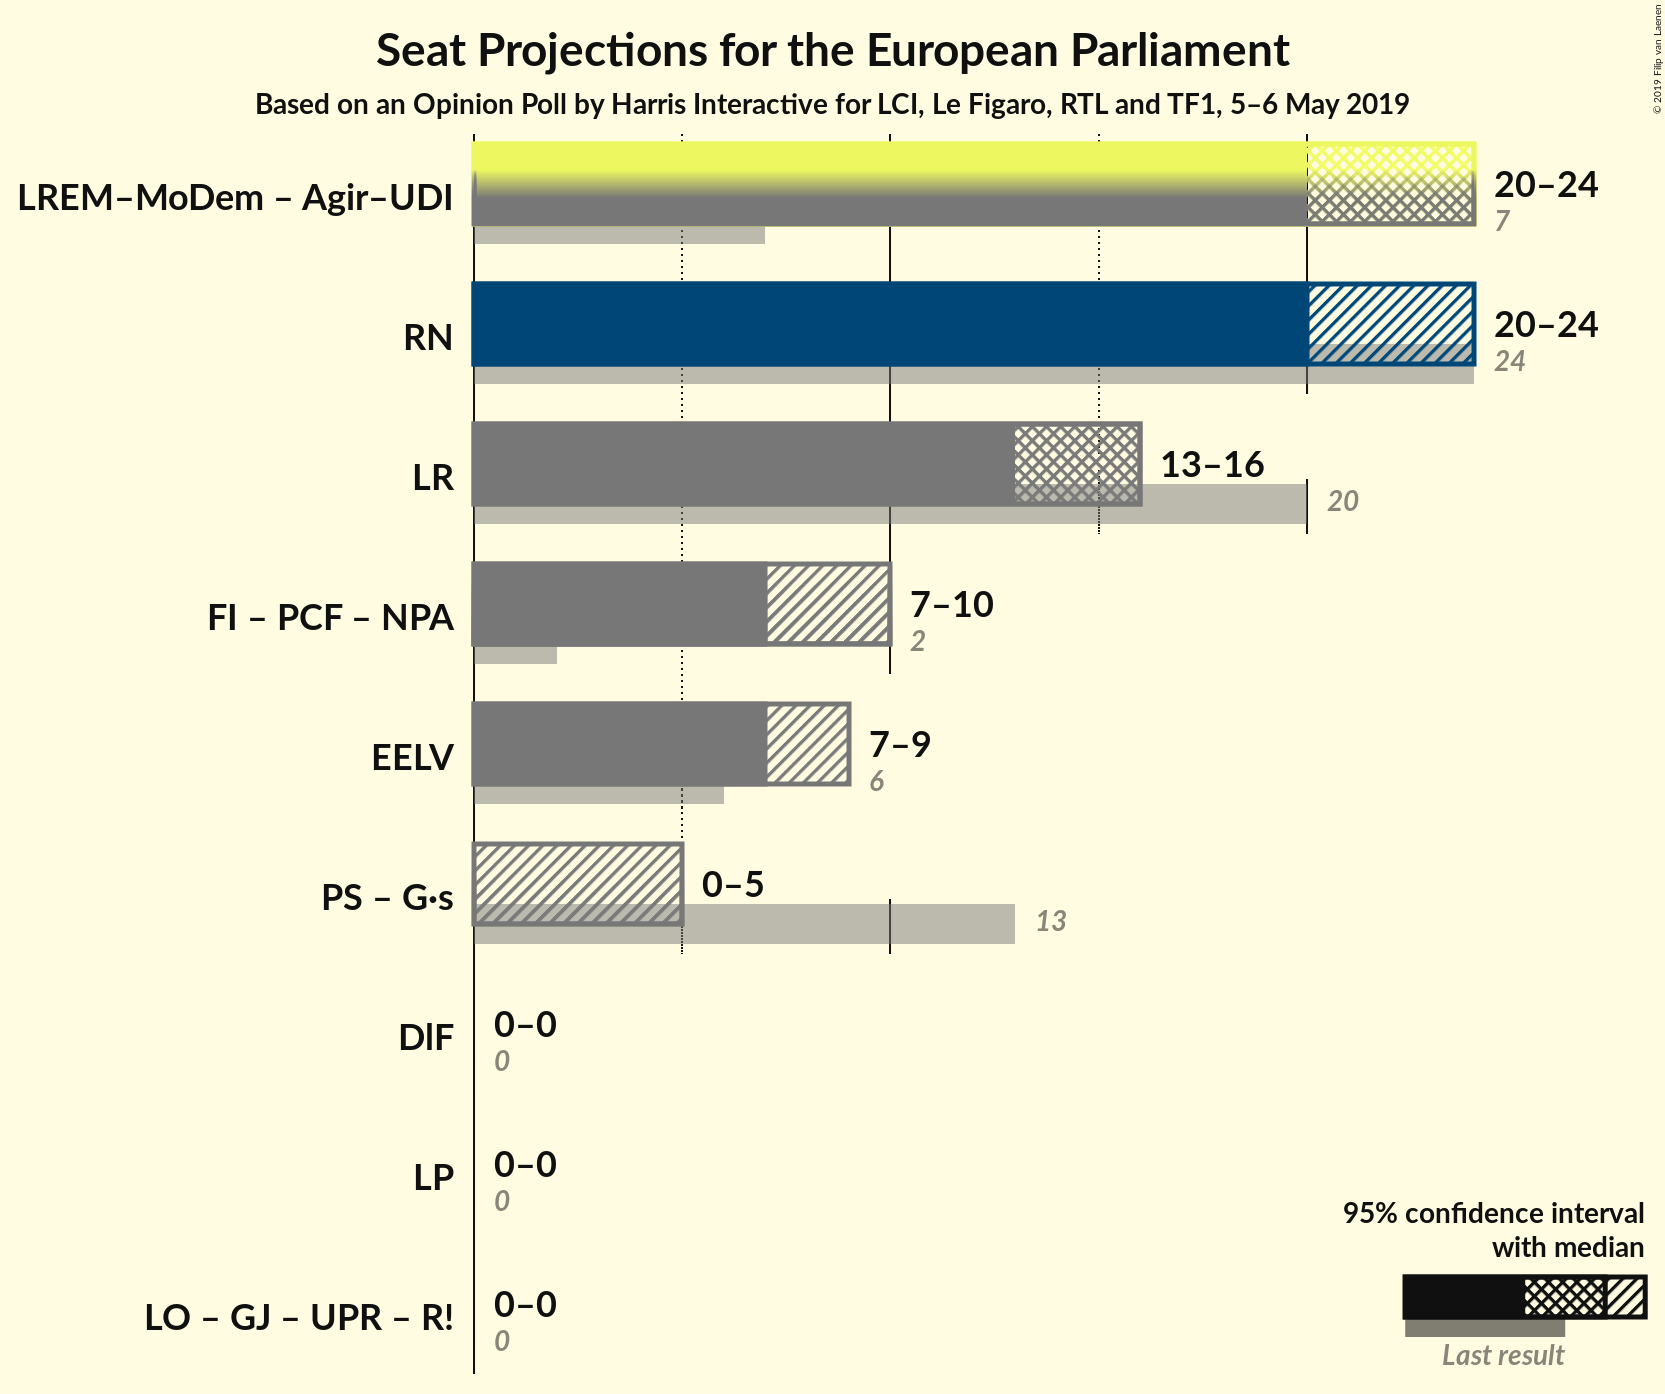 Seat Projections for the European Parliament
Based on an Opinion Poll by Harris Interactive for LCI, Le Figaro, RTL and TF1, 5–6 May 2019
© 2019 Filip van Laenen
LREM–MoDem – Agir–UDI
20–24
7
RN
20–24
24
LR
13–16
20
FI – PCF – NPA
7–10
2
EELV
7–9
6
PS – G·s
0–5
13
DlF
0–0
0
LP
0–0
0
LO – GJ – UPR – R!
0–0
0
95% confidence interval
with median
Last result